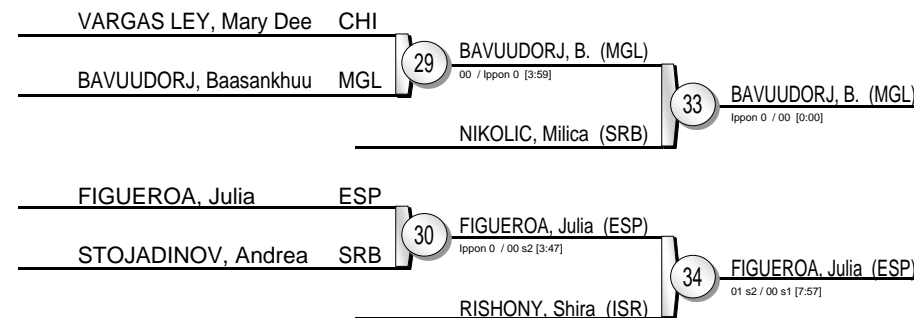 VARGAS LEY, Mary Dee CHI
29
BAVUUDORJ, B. (MGL)
00 / Ippon 0 [3:59]
BAVUUDORJ, Baasankhuu MGL
33
BAVUUDORJ, B. (MGL)
Ippon 0 / 00 [0:00]
NIKOLIC, Milica (SRB)
FIGUEROA, Julia ESP
30
FIGUEROA, Julia (ESP)
Ippon 0 / 00 s2 [3:47]
STOJADINOV, Andrea SRB
34
FIGUEROA, Julia (ESP)
01 s2 / 00 s1 [7:57]
RISHONY, Shira (ISR)